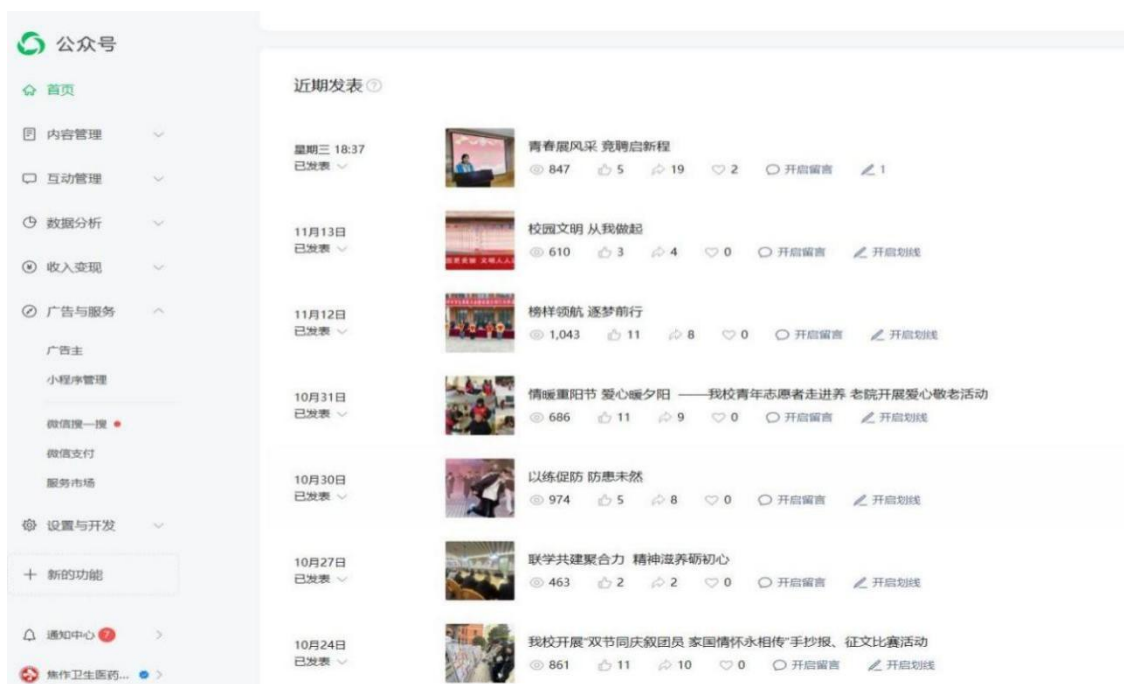 公众号
首页
内容管理
互动管理
数据分析
收入变现
广告与服务
广告主
小程序管理
微信搜一搜
微信支付
服务市场
设置与开发
新的功能
通知中心 7
焦作卫生医药...
近期发表
星期三 18:37
已发表
青春展风采 竞聘启新程
847 5 19 2 开启留言 1
11月13日
已发表
校园文明 从我做起
610 3 4 0 开启留言 开启划线
11月12日
已发表
榜样领航 逐梦前行
1,043 11 8 0 开启留言 开启划线
10月31日
已发表
情暖重阳节 爱心暖夕阳 ——我校青年志愿者走进养 老院开展爱心敬老活动
686 11 9 0 开启留言 开启划线
10月30日
已发表
以练促防 防患未然
974 5 8 0 开启留言 开启划线
10月27日
已发表
联学共建聚合力 精神滋养砺初心
463 2 2 0 开启留言 开启划线
10月24日
已发表
我校开展“双节同庆叙团员 家国情怀永相传”手抄报、征文比赛活动
861 11 10 0 开启留言 开启划线